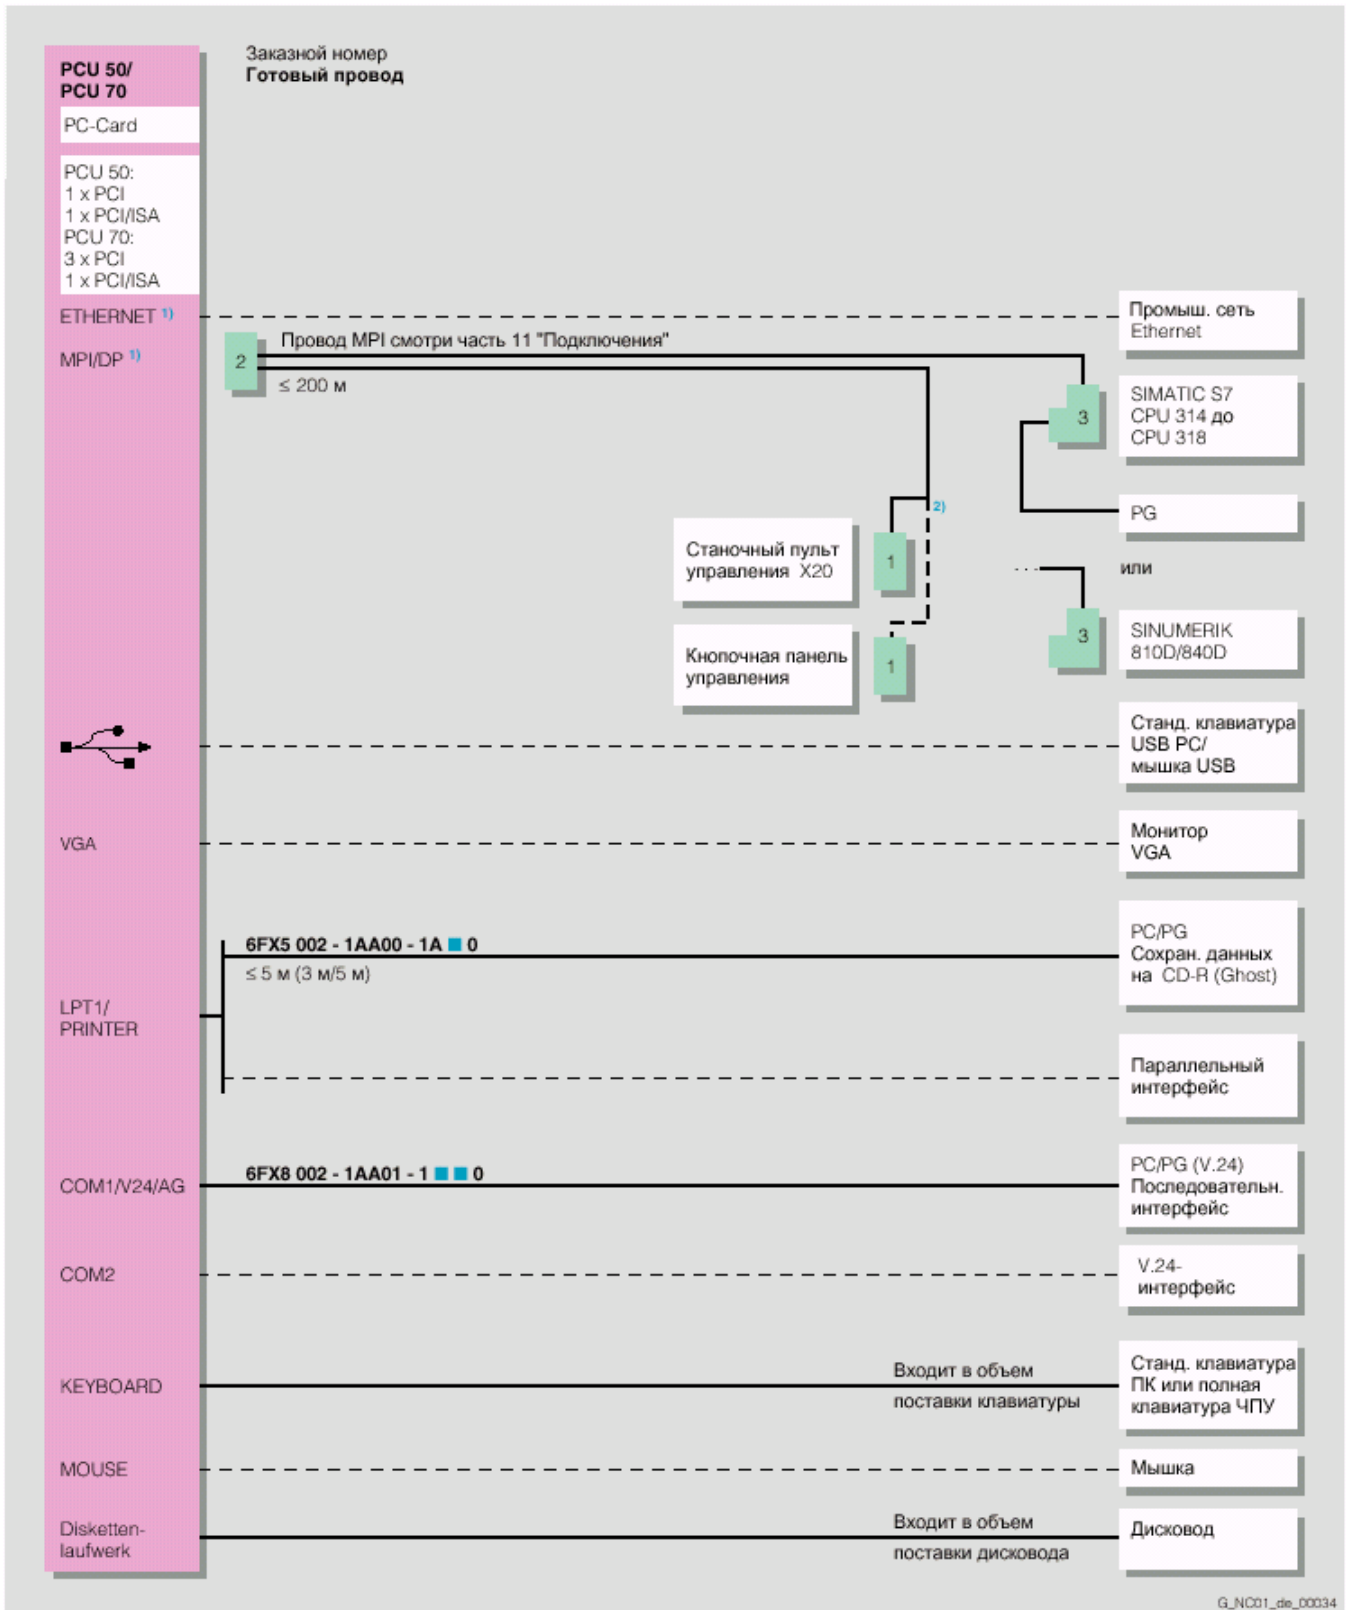 PCU 50/
PCU 70
Заказной номер
Готовый провод
PC-Card
PCU 50:
1 x PCI
1 x PCI/ISA
PCU 70:
3 x PCI
1 x PCI/ISA
ETHERNET 1)
Промыш. сеть
Ethernet
MPI/DP 1)
2
Провод MPI смотри часть 11 "Подключения"
≤ 200 м
3
SIMATIC S7
CPU 314 до
CPU 318
2)
PG
Станочный пульт
управления X20
1
или
Кнопочная панель
управления
1
3
SINUMERIK
810D/840D
Станд. клавиатура
USB PC/
мышка USB
VGA
Монитор
VGA
LPT1/
PRINTER
6FX5 002 - 1AA00 - 1A ■ 0
≤ 5 м (3 м/5 м)
PC/PG
Сохран. данных
на CD-R (Ghost)
Параллельный
интерфейс
COM1/V24/AG
6FX8 002 - 1AA01 - 1 ■ ■ 0
PC/PG (V.24)
Последовательн.
интерфейс
COM2
V.24-
интерфейс
KEYBOARD
Входит в объем
поставки клавиатуры
Станд. клавиатура
ПК или полная
клавиатура ЧПУ
MOUSE
Мышка
Disketten-
laufwerk
Входит в объем
поставки дисковода
Дисковод
G_NC01_de_00034